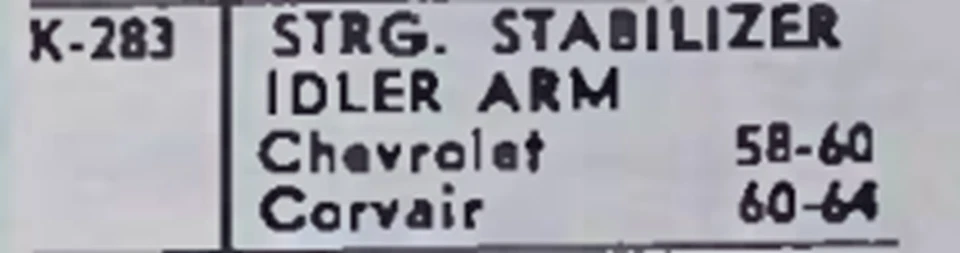 K-283 STRG. STABILIZER
IDLER ARM
Chevrolet 58-60
Corvair 60-64